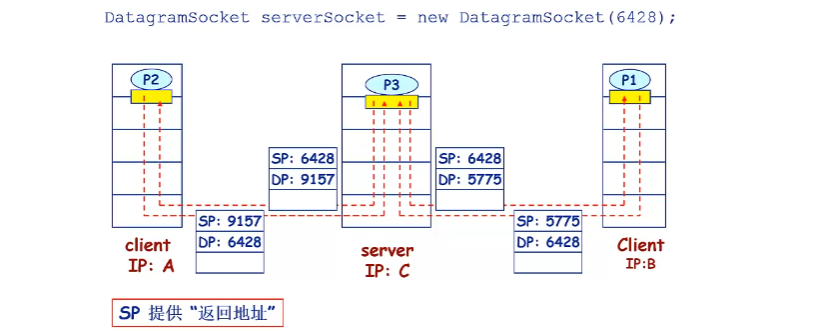 DatagramSocket serverSocket = new DatagramSocket(6428);
P2
P3
P1
SP: 6428
DP: 9157
SP: 6428
DP: 5775
SP: 9157
DP: 6428
SP: 5775
DP: 6428
client
IP: A
server
IP: C
Client
IP:B
SP 提供 “返回地址”